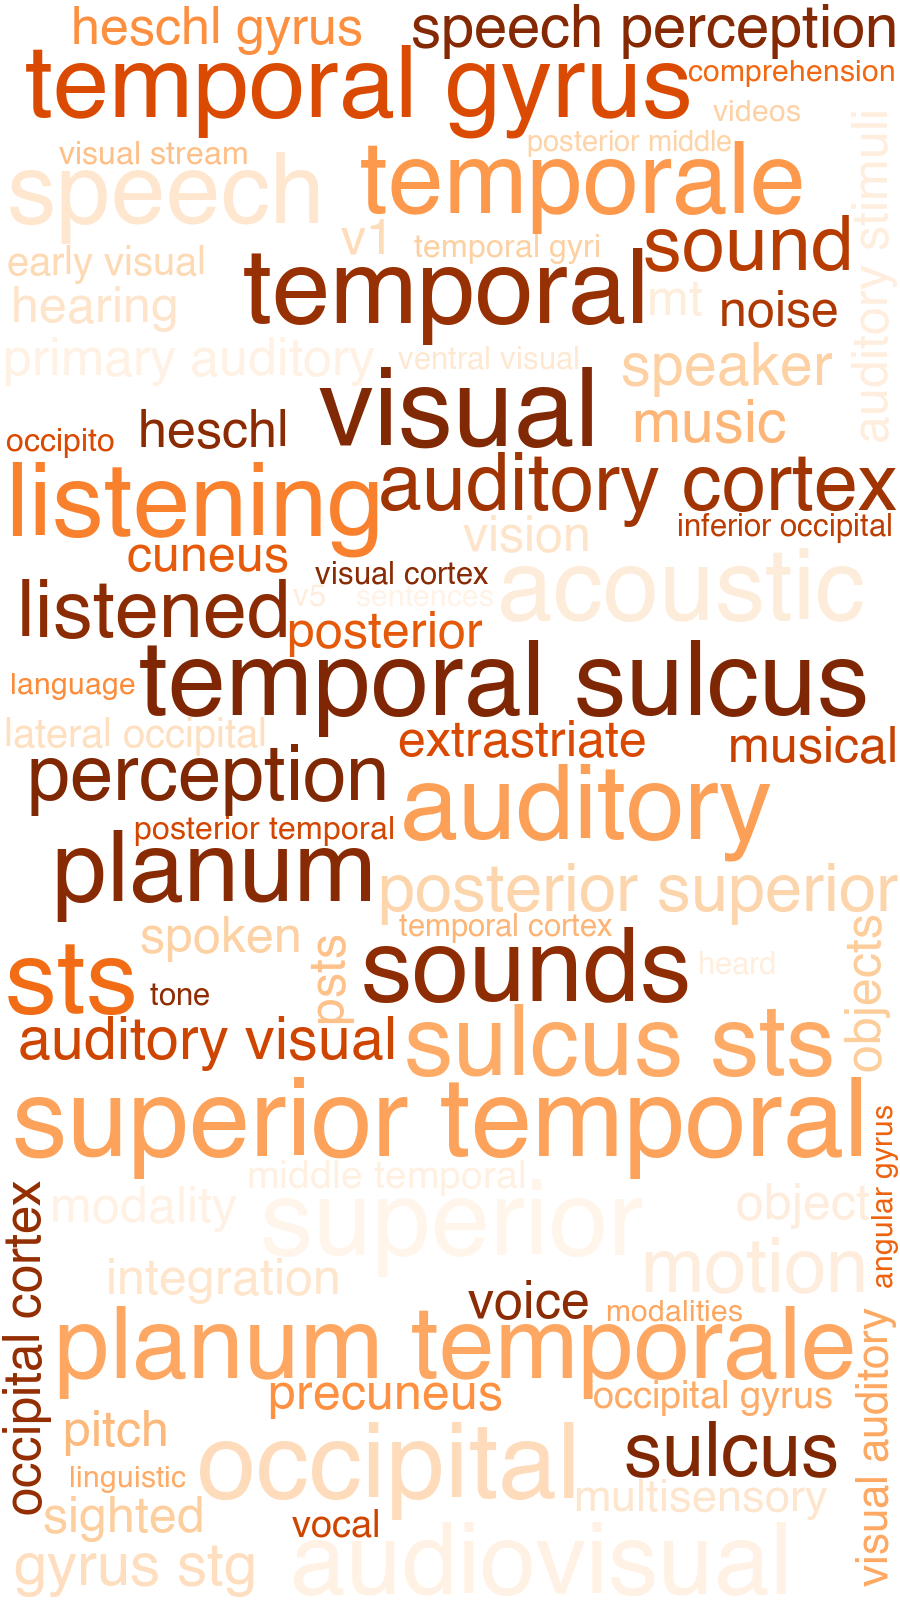 heschl gyrus
speech perception
temporal gyrus
comprehension
videos
auditory stimuli
visual stream
posterior middle
speech
temporale
v1
temporal gyri
sound
early visual
temporal
hearing
mt
noise
primary auditory
ventral visual
speaker
visual
music
occipito
heschl
listening
auditory cortex
vision
inferior occipital
cuneus
visual cortex
acoustic
listened
v5
sentences
posterior
language
temporal sulcus
lateral occipital
extrastriate
musical
perception
auditory
posterior temporal
planum
posterior superior
spoken
temporal cortex
objects
sts
tone
psts
sounds
heard
auditory visual
sulcus sts
superior temporal
angular gyrus
middle temporal
occipital cortex
modality
superior
object
integration
motion
voice
modalities
planum temporale
visual auditory
precuneus
occipital gyrus
pitch
occipital
sulcus
linguistic
multisensory
sighted
vocal
gyrus stg
audiovisual